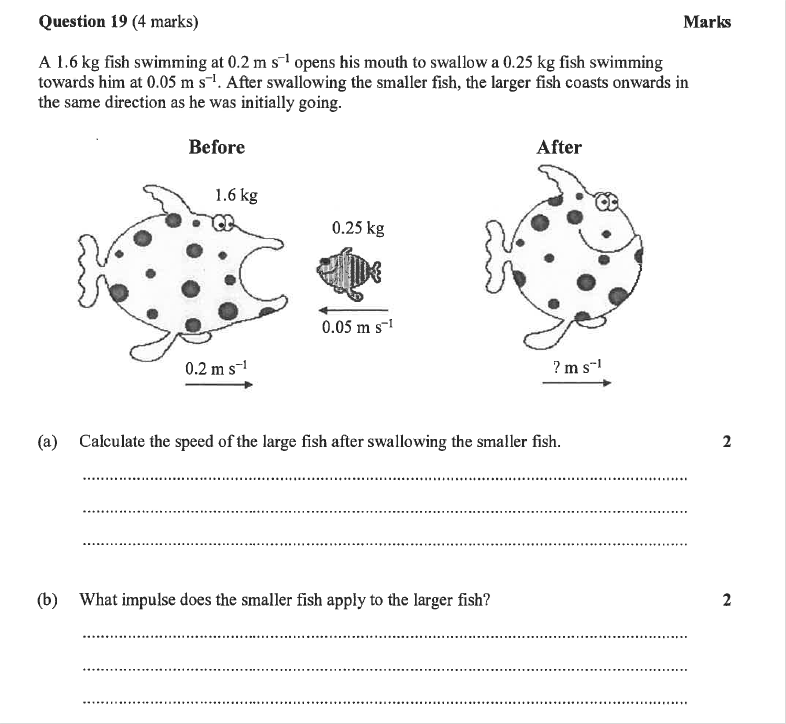 Question 19 (4 marks) Marks
A 1.6 kg fish swimming at 0.2 m s⁻¹ opens his mouth to swallow a 0.25 kg fish swimming
towards him at 0.05 m s⁻¹. After swallowing the smaller fish, the larger fish coasts onwards in
the same direction as he was initially going.
Before After
1.6 kg
0.25 kg
0.05 m s⁻¹
0.2 m s⁻¹ ? m s⁻¹
(a) Calculate the speed of the large fish after swallowing the smaller fish. 2
(b) What impulse does the smaller fish apply to the larger fish? 2